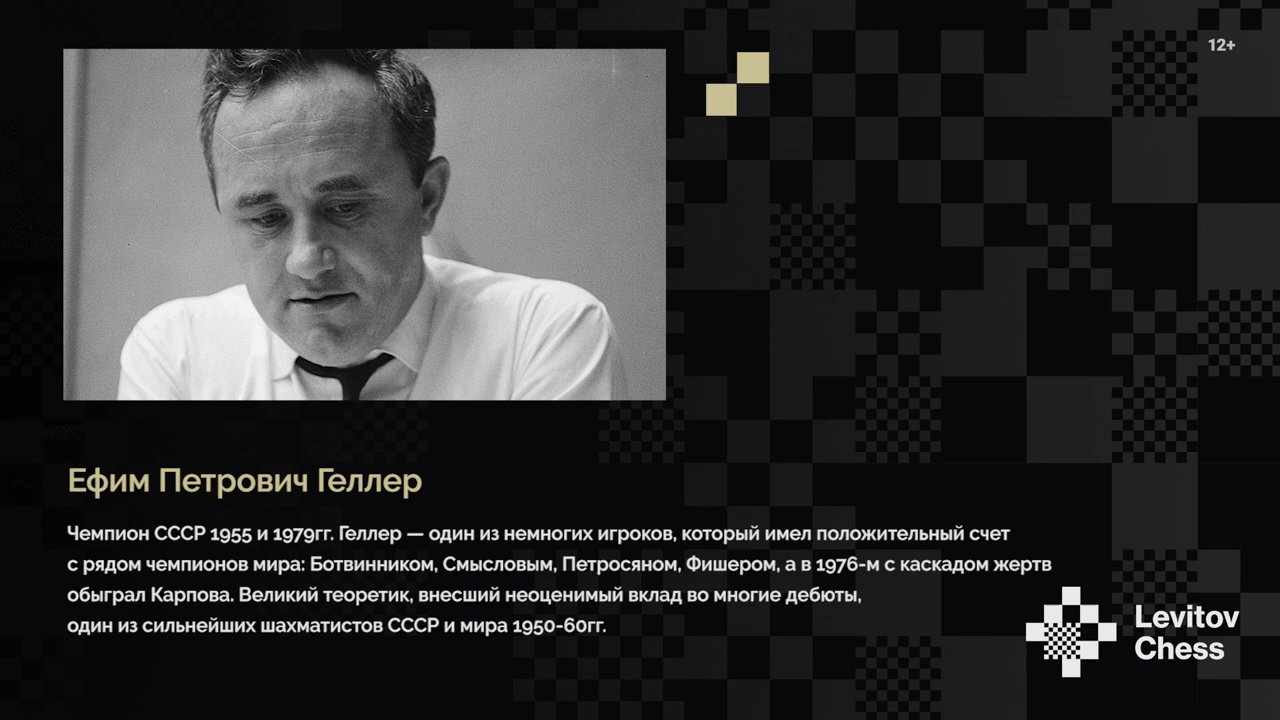 12+
Ефим Петрович Геллер
Чемпион СССР 1955 и 1979гг. Геллер — один из немногих игроков, который имел положительный счет
с рядом чемпионов мира: Ботвинником, Смысловым, Петросяном, Фишером, а в 1976-м с каскадом жертв
обыграл Карпова. Великий теоретик, внесший неоценимый вклад во многие дебюты,
один из сильнейших шахматистов СССР и мира 1950-60гг.
Levitov
Chess